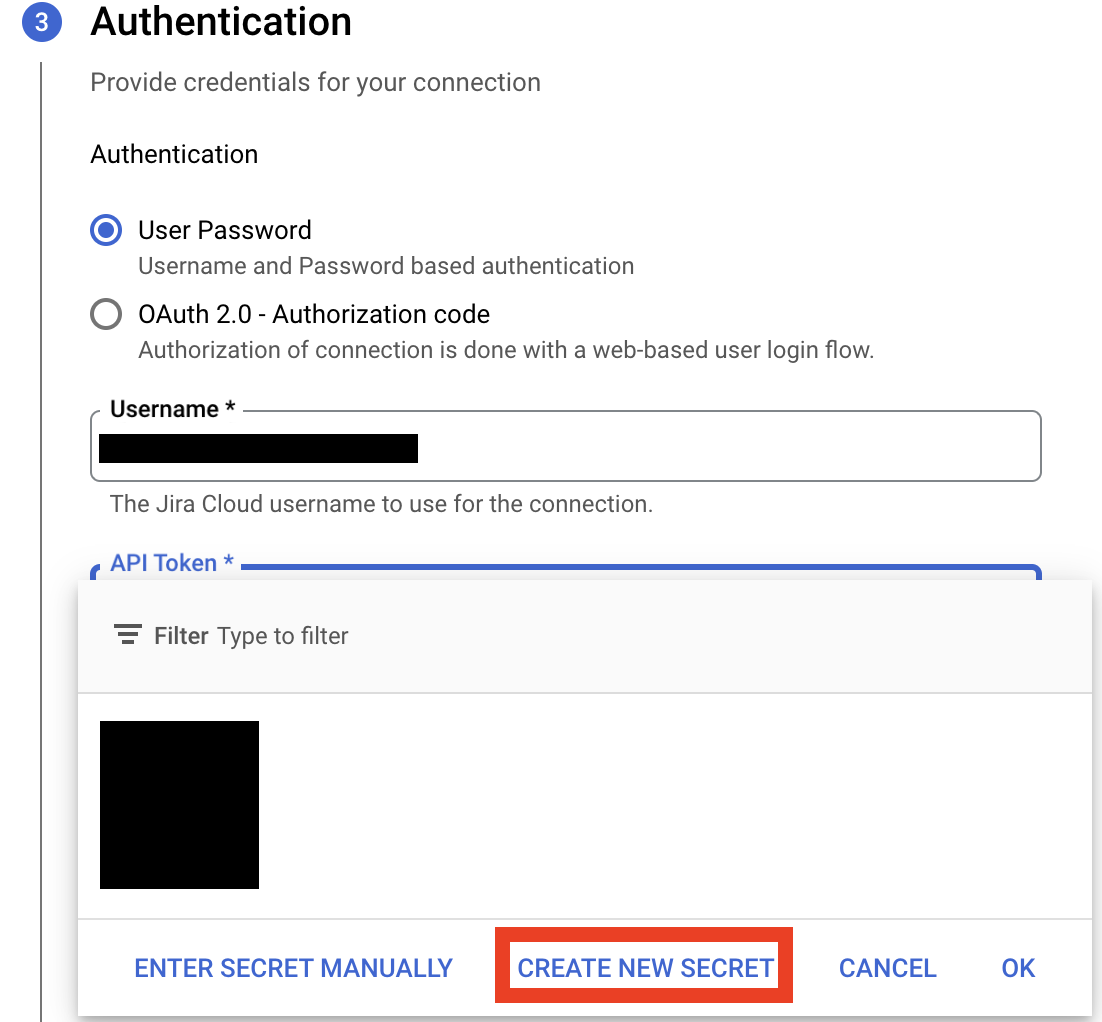 3 Authentication
Provide credentials for your connection
Authentication
User Password
Username and Password based authentication
OAuth 2.0 - Authorization code
Authorization of connection is done with a web-based user login flow.
Username *
The Jira Cloud username to use for the connection.
API Token *
Filter Type to filter
ENTER SECRET MANUALLY CREATE NEW SECRET CANCEL OK